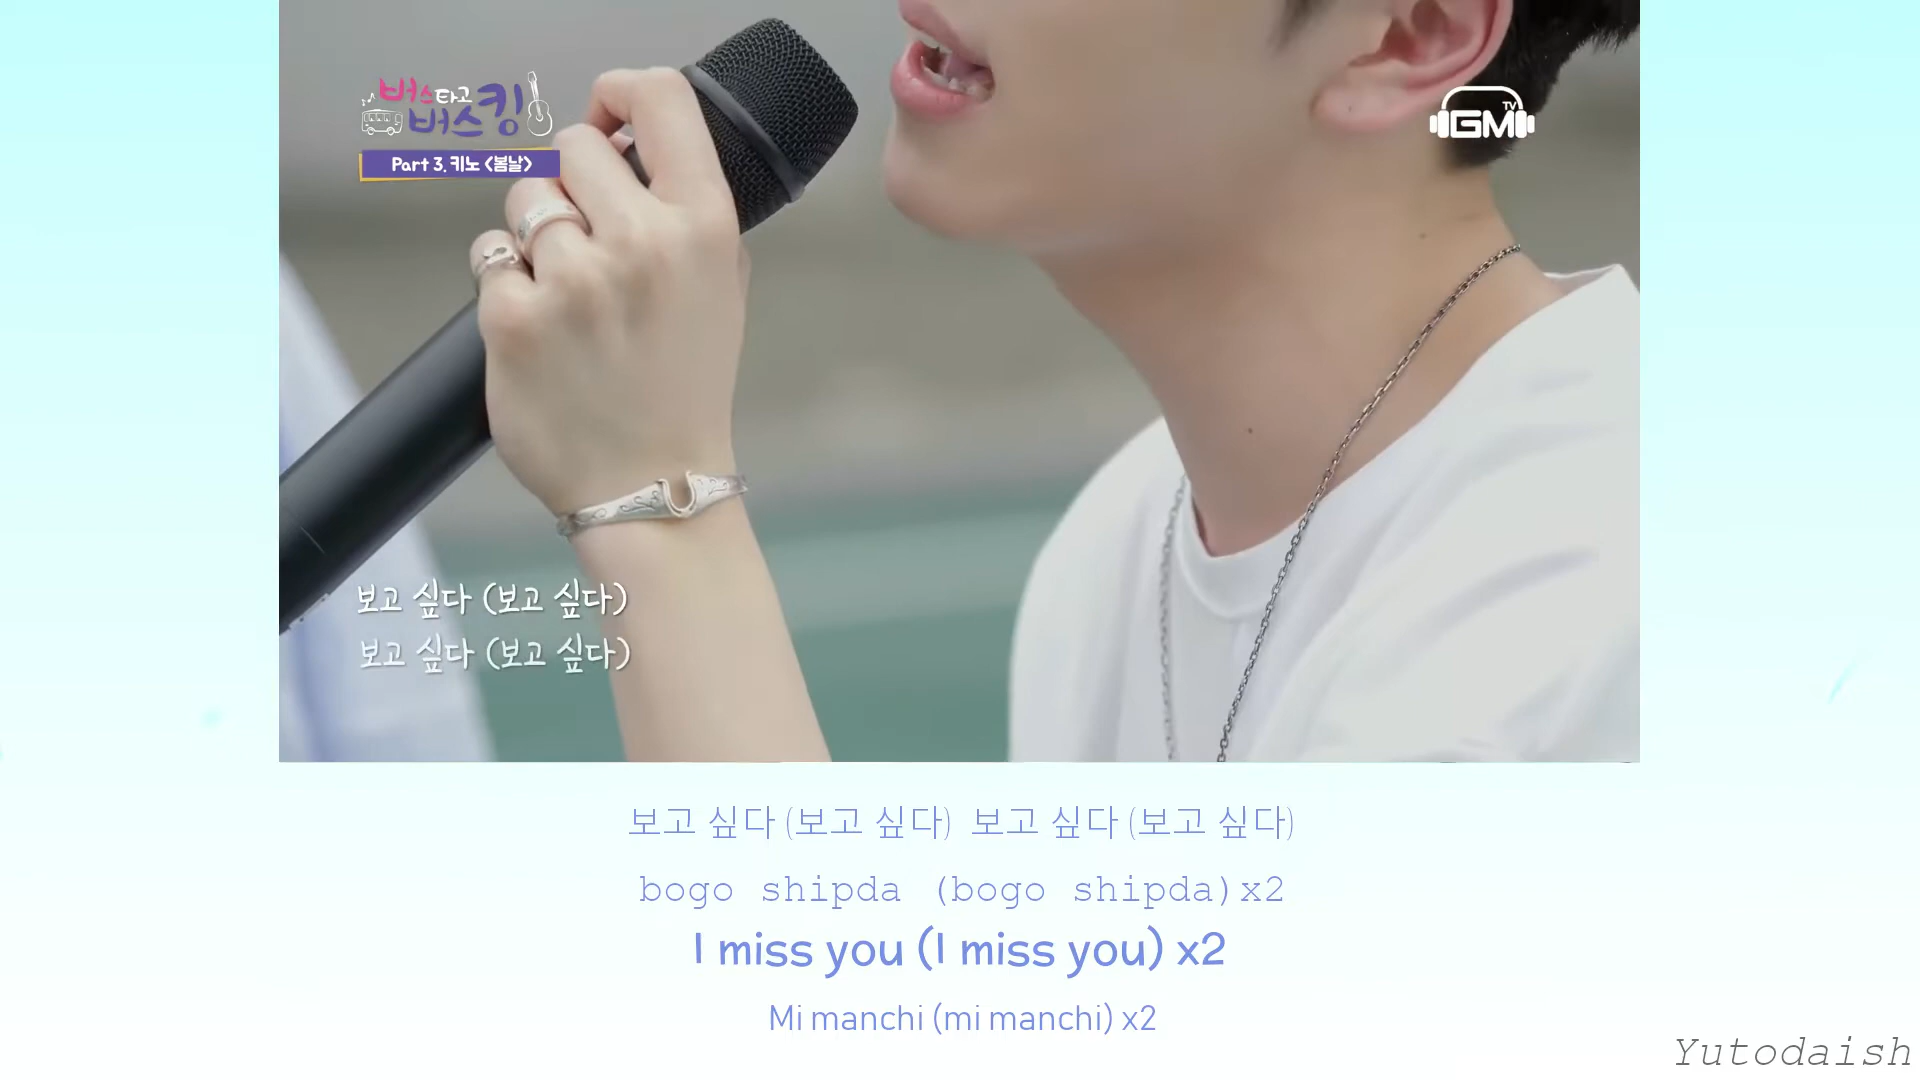 버스타고
버스킹
Part 3. 키노 <봄날>
TV
GM
보고 싶다 (보고 싶다)
보고 싶다 (보고 싶다)
보고 싶다 (보고 싶다) 보고 싶다 (보고 싶다)
bogo shipda (bogo shipda)x2
I miss you (I miss you) x2
Mi manchi (mi manchi) x2
Yutodaish